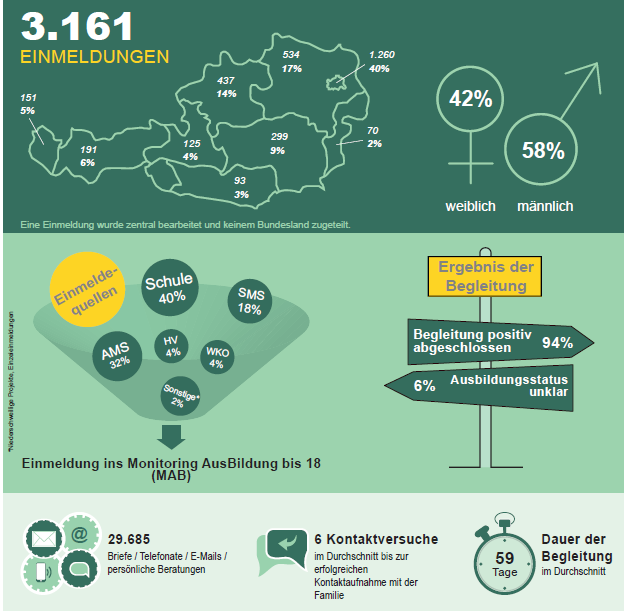 3.161
EINMELDUNGEN
534
17%
1.260
40%
437
14%
151
5%
191
6%
125
4%
299
9%
70
2%
93
3%
42%
58%
weiblich
männlich
Eine Einmeldung wurde zentral bearbeitet und keinem Bundesland zugeteilt.
Einmelde-
quellen
Schule
40%
SMS
18%
AMS
32%
HV
4%
WKO
4%
Sonstige*
2%
*Niederschwellige Projekte, Einzeleinmeldungen
Einmeldung ins Monitoring AusBildung bis 18
(MAB)
Ergebnis der
Begleitung
Begleitung positiv
abgeschlossen
94%
6%
Ausbildungsstatus
unklar
@
29.685
Briefe / Telefonate / E-Mails /
persönliche Beratungen
6 Kontaktversuche
im Durchschnitt bis zur
erfolgreichen
Kontaktaufnahme mit der
Familie
59
Tage
Dauer der
Begleitung
im Durchschnitt